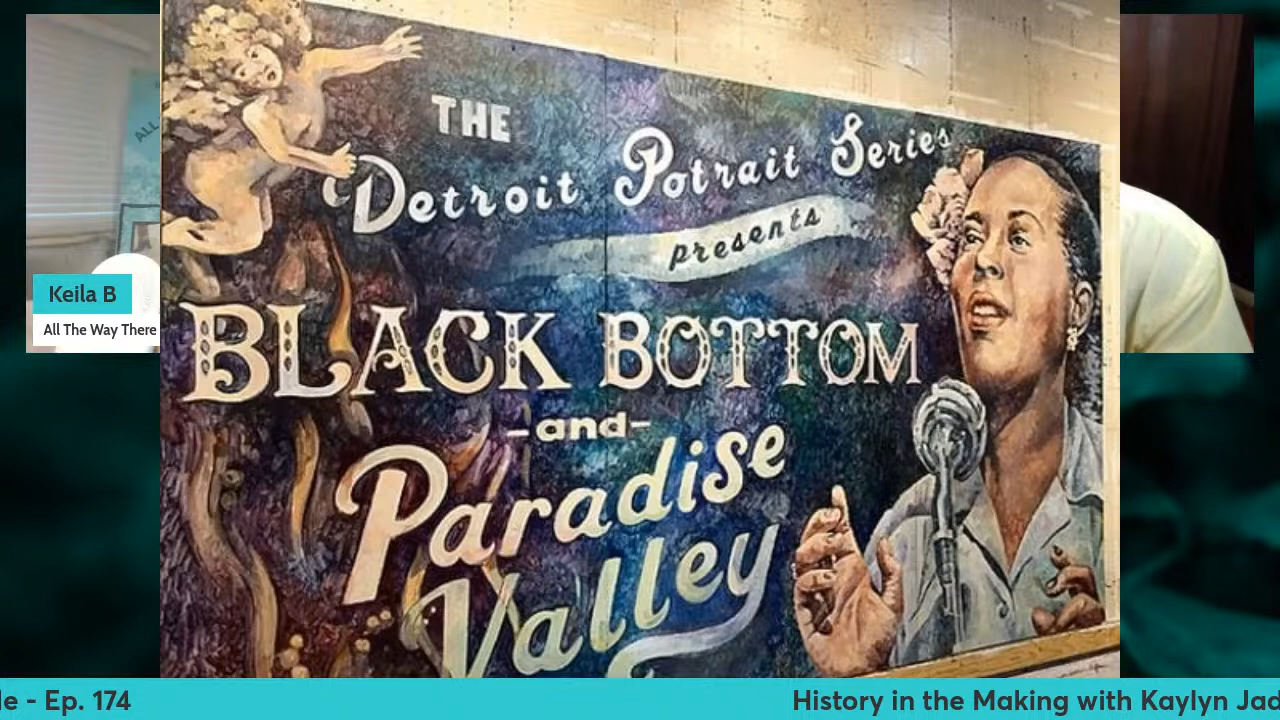 ALL
THE
Detroit Potrait Series
presents
BLACK BOTTOM
-and-
Paradise
Valley
Keila B
All The Way There
le - Ep. 174
History in the Making with Kaylyn Jad